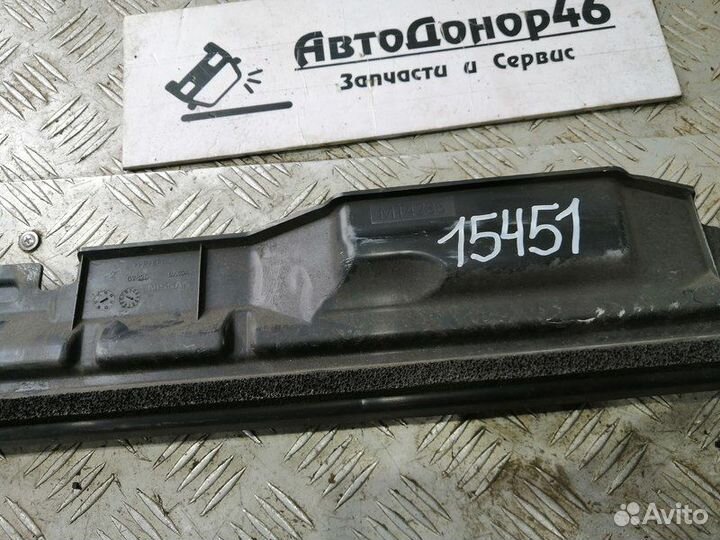 АвтоДонор46
Запчасти и Сервис
15451
Avito